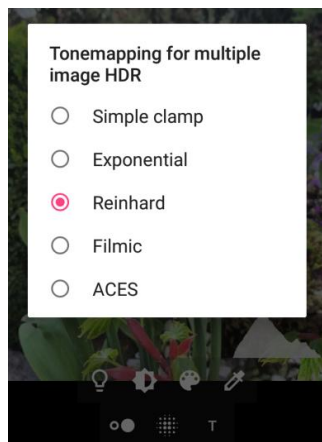 Tonemapping for multiple
image HDR
Simple clamp
Exponential
Reinhard
Filmic
ACES
T